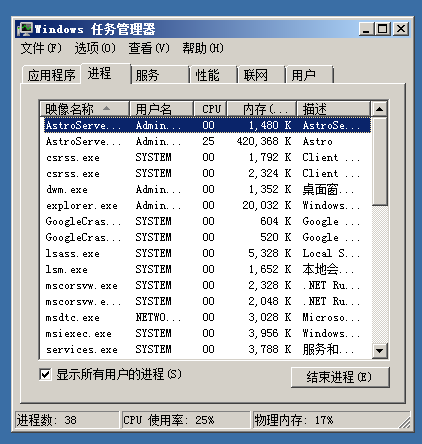 Windows 任务管理器
文件(F) 选项(O) 查看(V) 帮助(H)
应用程序 进程 服务 性能 联网 用户
映像名称 用户名 CPU 内存(... 描述
AstroServe... Admin... 00 1,480 K AstroSe...
AstroServe... Admin... 25 420,368 K Astro
csrss.exe SYSTEM 00 1,792 K Client ...
csrss.exe SYSTEM 00 2,324 K Client ...
dwm.exe Admin... 00 1,352 K 桌面窗...
explorer.exe Admin... 00 20,032 K Windows...
GoogleCras... SYSTEM 00 604 K Google ...
GoogleCras... SYSTEM 00 520 K Google ...
lsass.exe SYSTEM 00 5,328 K Local S...
lsm.exe SYSTEM 00 1,652 K 本地会...
mscorsvw.exe SYSTEM 00 2,328 K .NET Ru...
mscorsvw.e... SYSTEM 00 2,048 K .NET Ru...
msdtc.exe NETWO... 00 3,028 K Microso...
msiexec.exe SYSTEM 00 3,956 K Windows...
services.exe SYSTEM 00 3,788 K 服务和...
显示所有用户的进程(S) 结束进程(E)
进程数: 38 CPU 使用率: 25% 物理内存: 17%